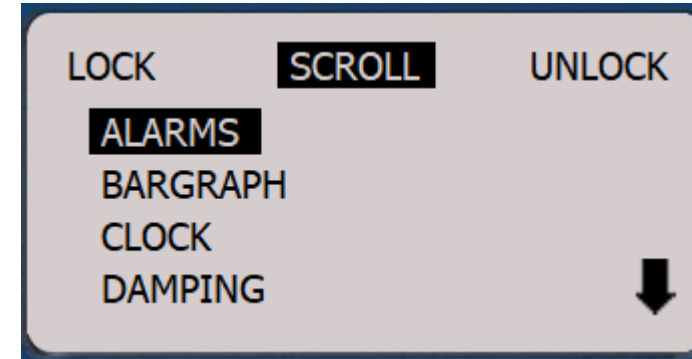 LOCK SCROLL UNLOCK
ALARMS
BARGRAPH
CLOCK
DAMPING